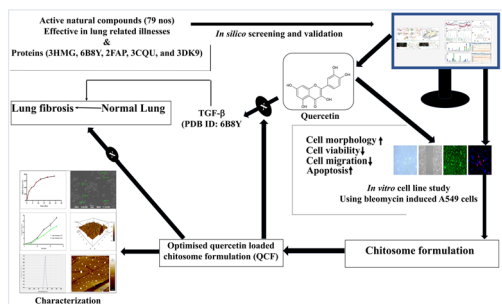 Active natural compounds (79 nos)
Effective in lung related illnesses
&
Proteins (3HMG, 6B8Y, 2FAP, 3CQU, and 3DK9)
In silico screening and validation
Quercetin
TGF-β
(PDB ID: 6B8Y
Lung fibrosis
Normal Lung
Cell morphology
Cell viability
Cell migration
Apoptosis
In vitro cell line study
Using bleomycin induced A549 cells
Optimised quercetin loaded
chitosome formulation (QCF)
Chitosome formulation
Characterization